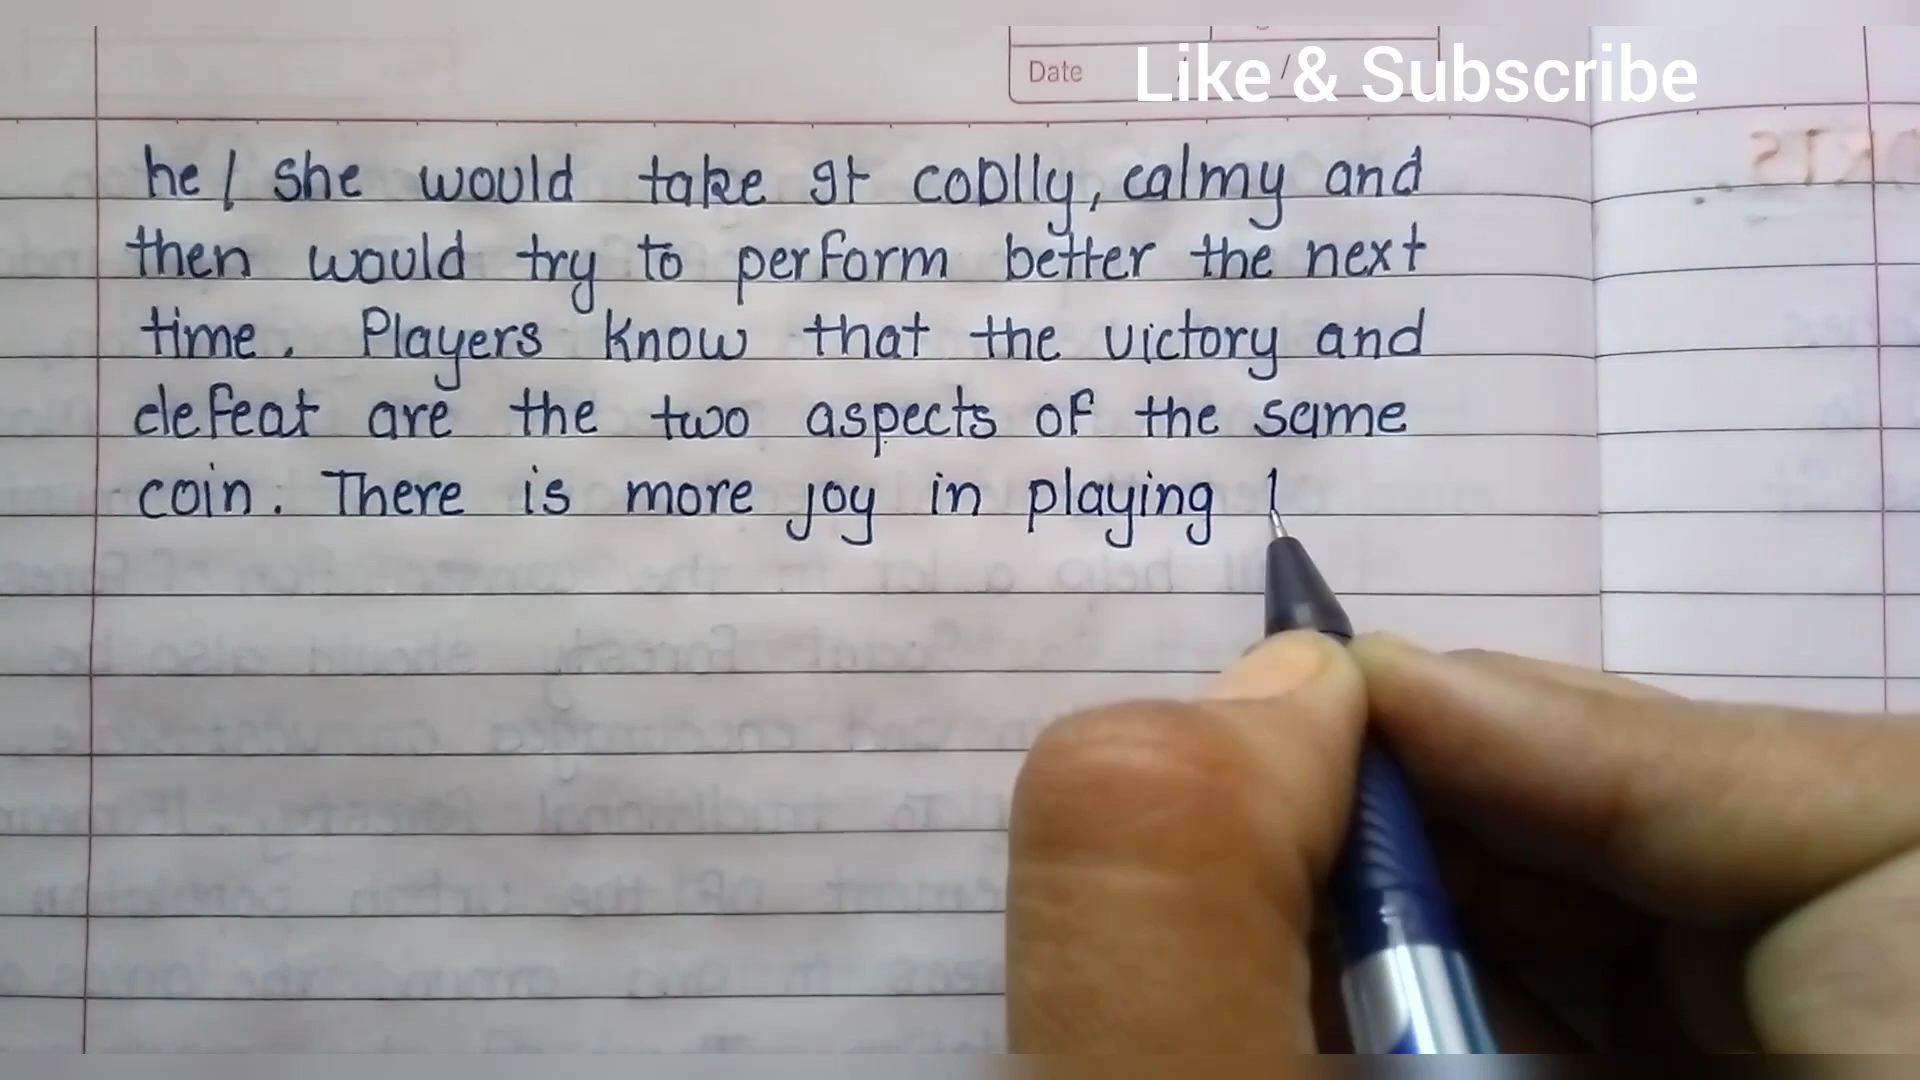 Date / /
Like & Subscribe
he / she would take It coolly, calmy and
then would try to perform better the next
time. Players know that the victory and
defeat are the two aspects of the same
coin. There is more joy in playing